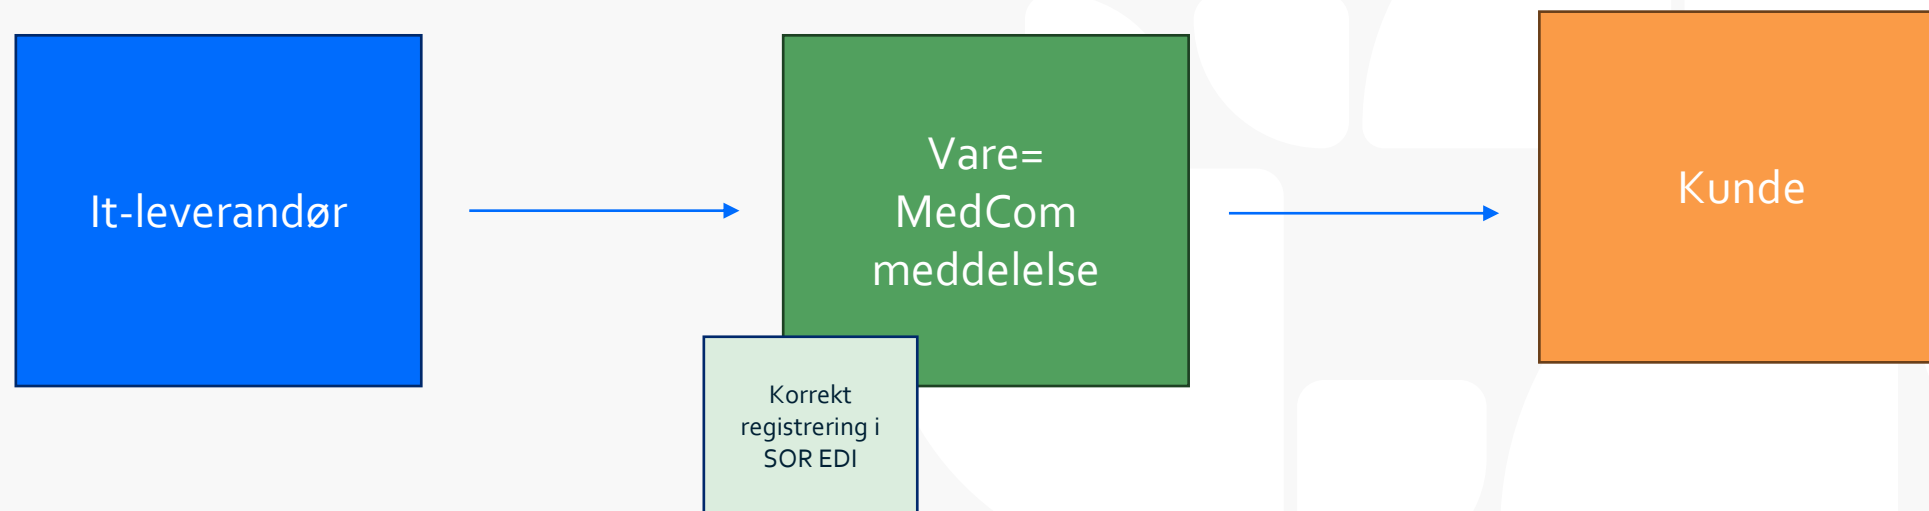 It-leverandør
Vare=
MedCom
meddelelse
Kunde
Korrekt
registrering i
SOR EDI